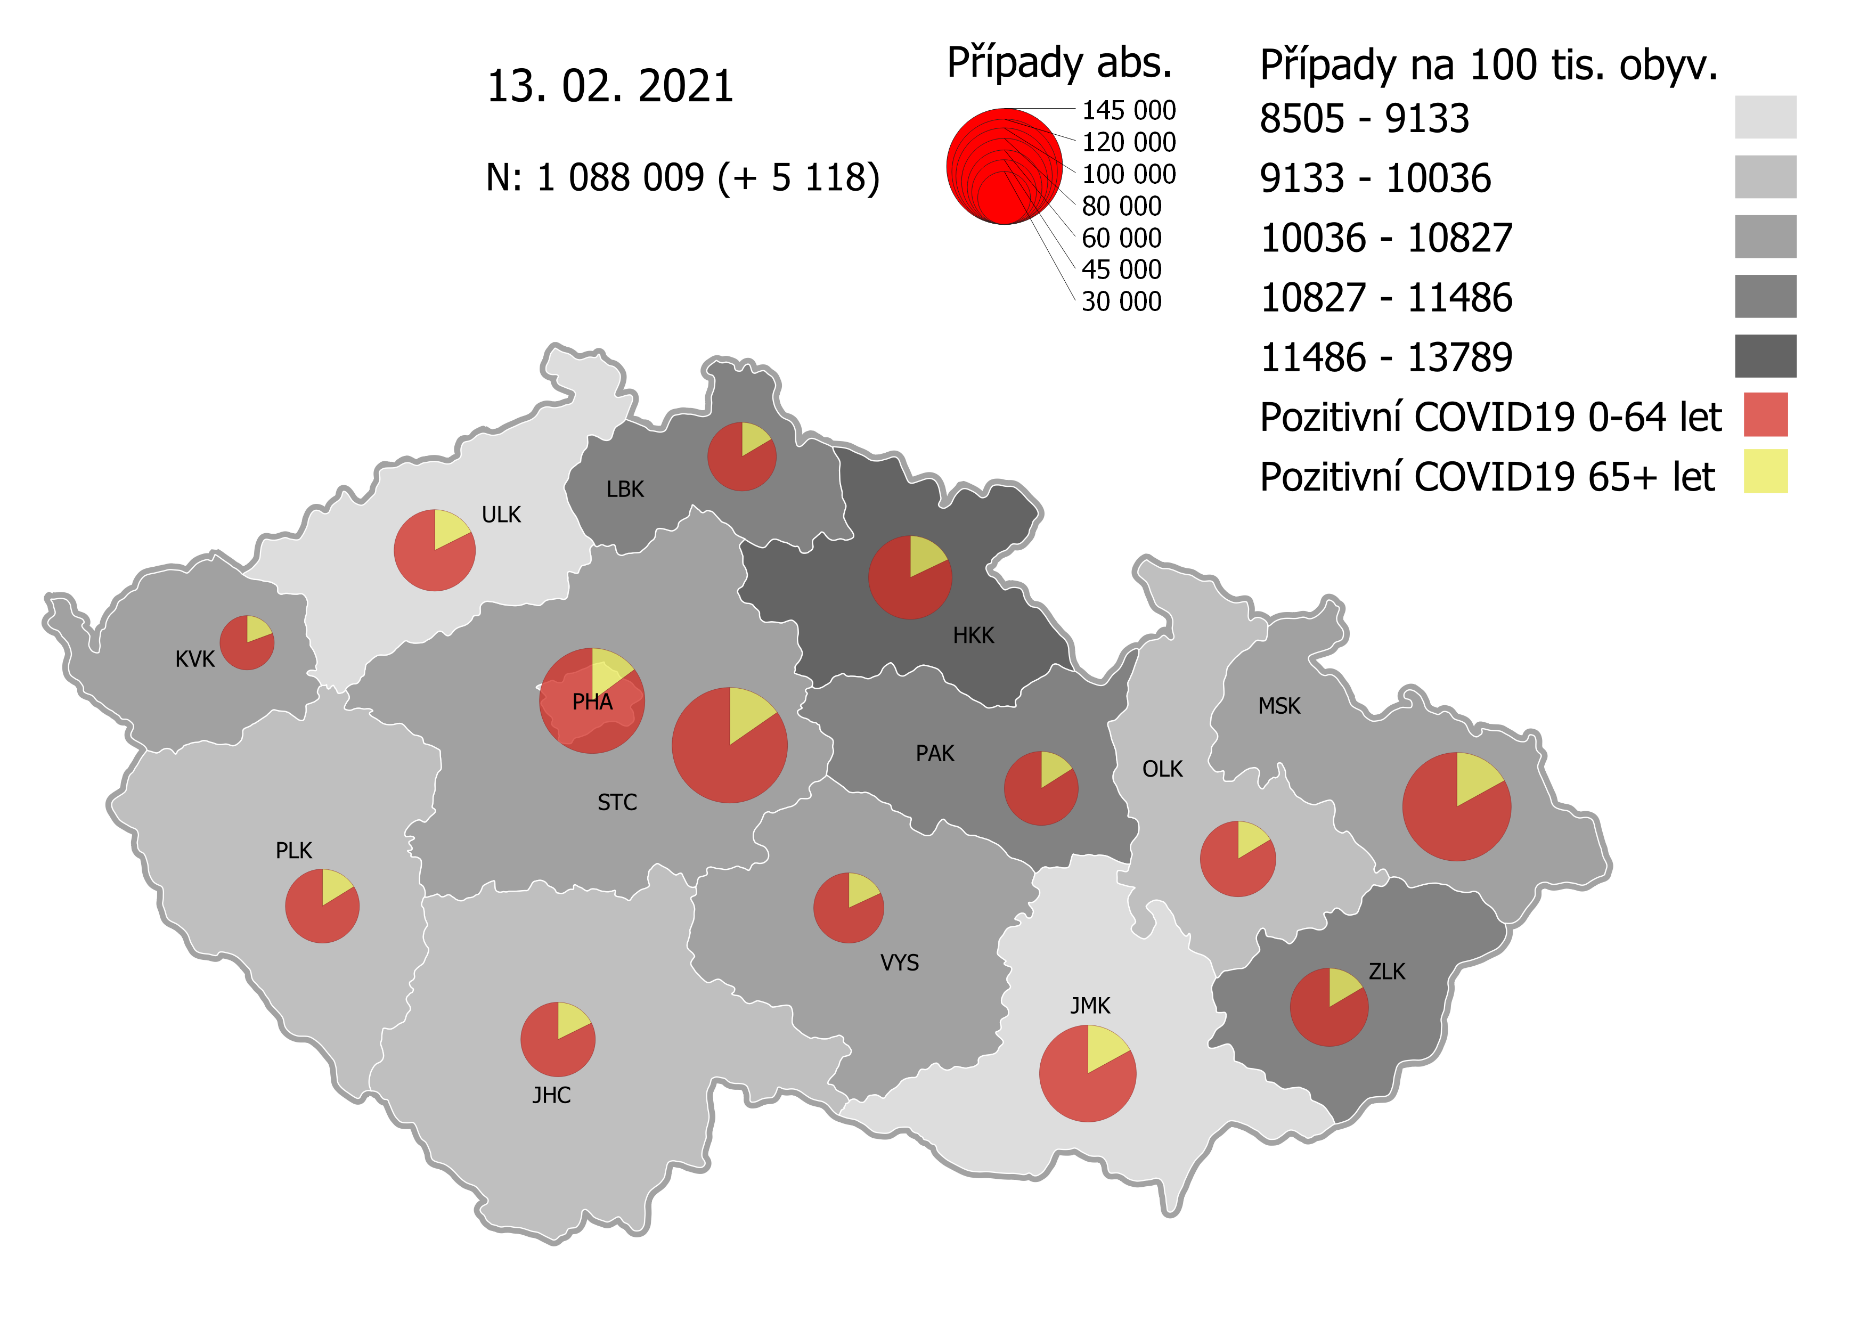 13. 02. 2021
N: 1 088 009 (+ 5 118)
Případy abs.
145 000
120 000
100 000
80 000
60 000
45 000
30 000
Případy na 100 tis. obyv.
8505 - 9133
9133 - 10036
10036 - 10827
10827 - 11486
11486 - 13789
Pozitivní COVID19 0-64 let
Pozitivní COVID19 65+ let
LBK
ULK
HKK
KVK
PHA
MSK
PAK
OLK
STC
PLK
VYS
ZLK
JMK
JHC